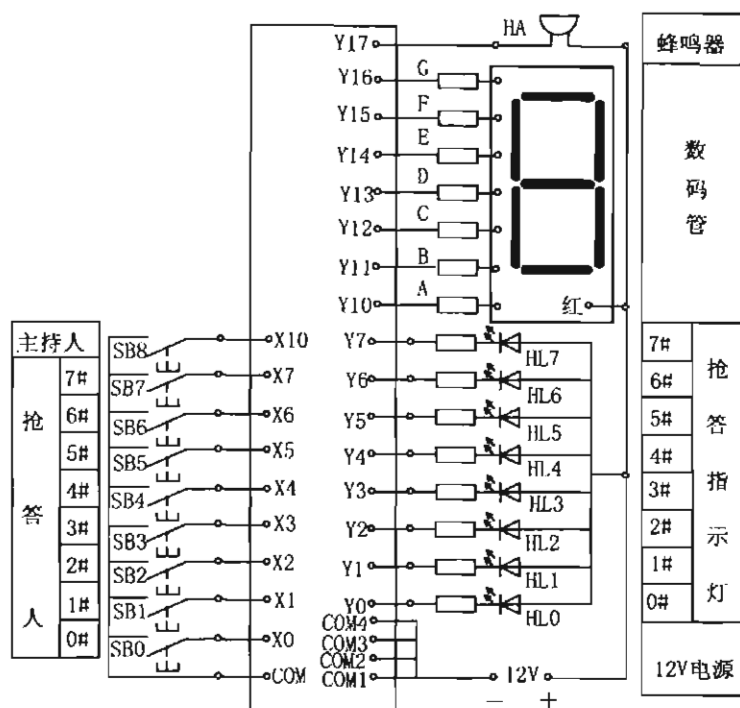 HA
Y17
蜂鸣器
G
Y16
F
Y15
E
Y14
数
D
Y13
码
C
Y12
管
B
Y11
A
Y10
红
主持人
SB8
X10
Y7
HL7
7#
7#
SB7
X7
Y6
HL6
6#
抢
6#
SB6
X6
Y5
HL5
5#
答
抢
5#
SB5
X5
Y4
HL4
4#
指
4#
SB4
X4
Y3
HL3
3#
示
答
3#
SB3
X3
Y2
HL2
2#
灯
2#
SB2
X2
Y1
HL1
1#
人
1#
SB1
X1
Y0
HL0
0#
0#
SB0
X0
COM4
COM3
COM2
COM
COM1
12V
12V电源
— +